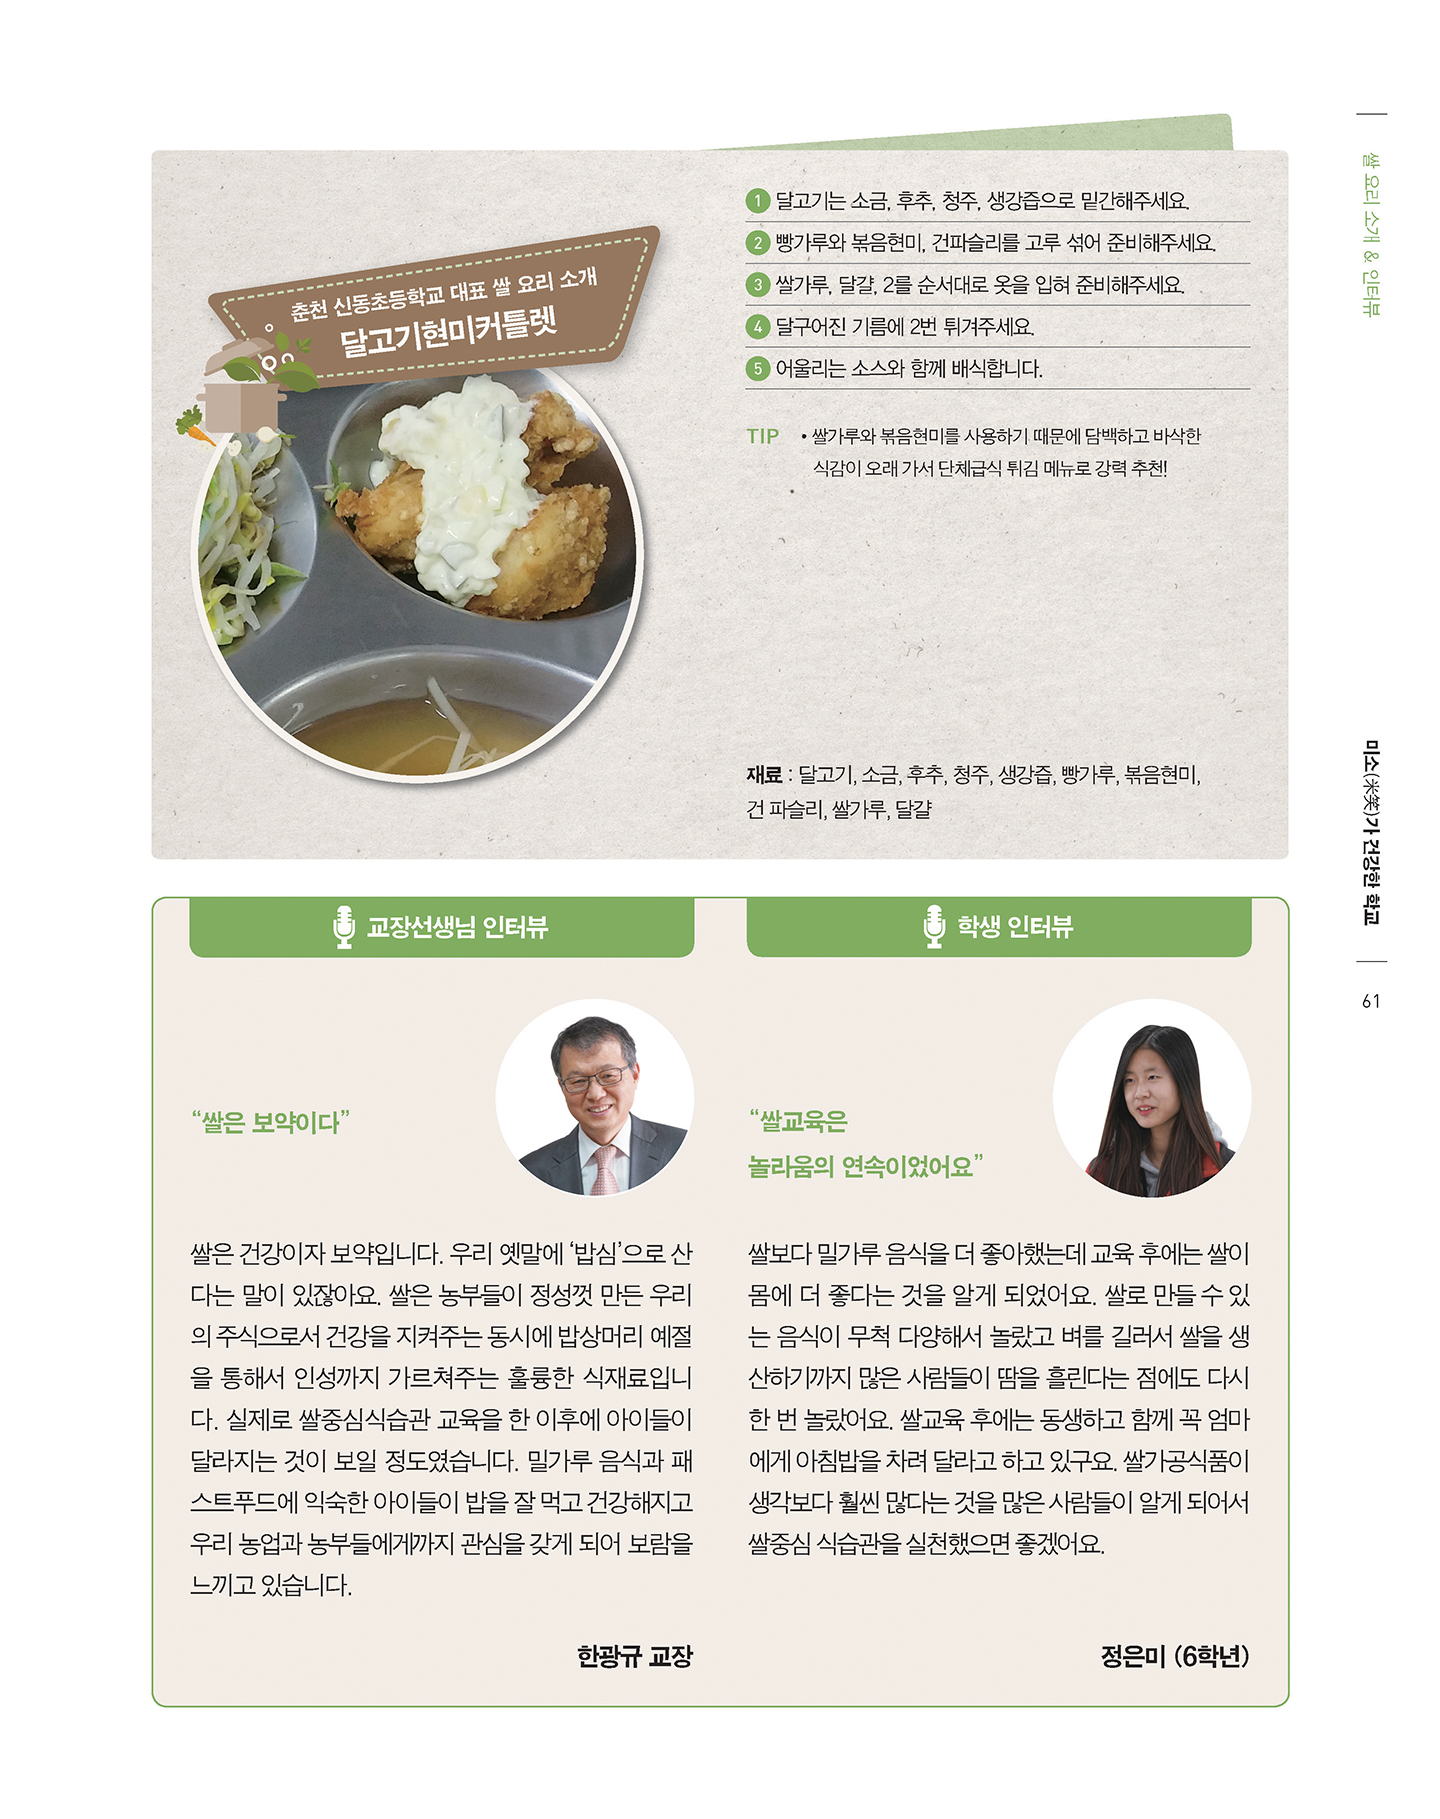 춘천 신동초등학교 대표 쌀 요리 소개
달고기현미커틀렛
1 달고기는 소금, 후추, 청주, 생강즙으로 밑간해주세요.
2 빵가루와 볶음현미, 건파슬리를 고루 섞어 준비해주세요.
3 쌀가루, 달걀, 2를 순서대로 옷을 입혀 준비해주세요.
4 달구어진 기름에 2번 튀겨주세요.
5 어울리는 소스와 함께 배식합니다.
TIP • 쌀가루와 볶음현미를 사용하기 때문에 담백하고 바삭한
식감이 오래 가서 단체급식 튀김 메뉴로 강력 추천!
재료 : 달고기, 소금, 후추, 청주, 생강즙, 빵가루, 볶음현미,
건 파슬리, 쌀가루, 달걀
교장선생님 인터뷰
“쌀은 보약이다”
쌀은 건강이자 보약입니다. 우리 옛말에 ‘밥심’으로 산
다는 말이 있잖아요. 쌀은 농부들이 정성껏 만든 우리
의 주식으로서 건강을 지켜주는 동시에 밥상머리 예절
을 통해서 인성까지 가르쳐주는 훌륭한 식재료입니
다. 실제로 쌀중심식습관 교육을 한 이후에 아이들이
달라지는 것이 보일 정도였습니다. 밀가루 음식과 패
스트푸드에 익숙한 아이들이 밥을 잘 먹고 건강해지고
우리 농업과 농부들에게까지 관심을 갖게 되어 보람을
느끼고 있습니다.
한광규 교장
학생 인터뷰
“쌀교육은
놀라움의 연속이었어요”
쌀보다 밀가루 음식을 더 좋아했는데 교육 후에는 쌀이
몸에 더 좋다는 것을 알게 되었어요. 쌀로 만들 수 있
는 음식이 무척 다양해서 놀랐고 벼를 길러서 쌀을 생
산하기까지 많은 사람들이 땀을 흘린다는 점에도 다시
한 번 놀랐어요. 쌀교육 후에는 동생하고 함께 꼭 엄마
에게 아침밥을 차려 달라고 하고 있구요. 쌀가공식품이
생각보다 훨씬 많다는 것을 많은 사람들이 알게 되어서
쌀중심 식습관을 실천했으면 좋겠어요.
정은미 (6학년)
쌀 요리 소개 & 인터뷰
미소(米笑)가 건강한 학교
61